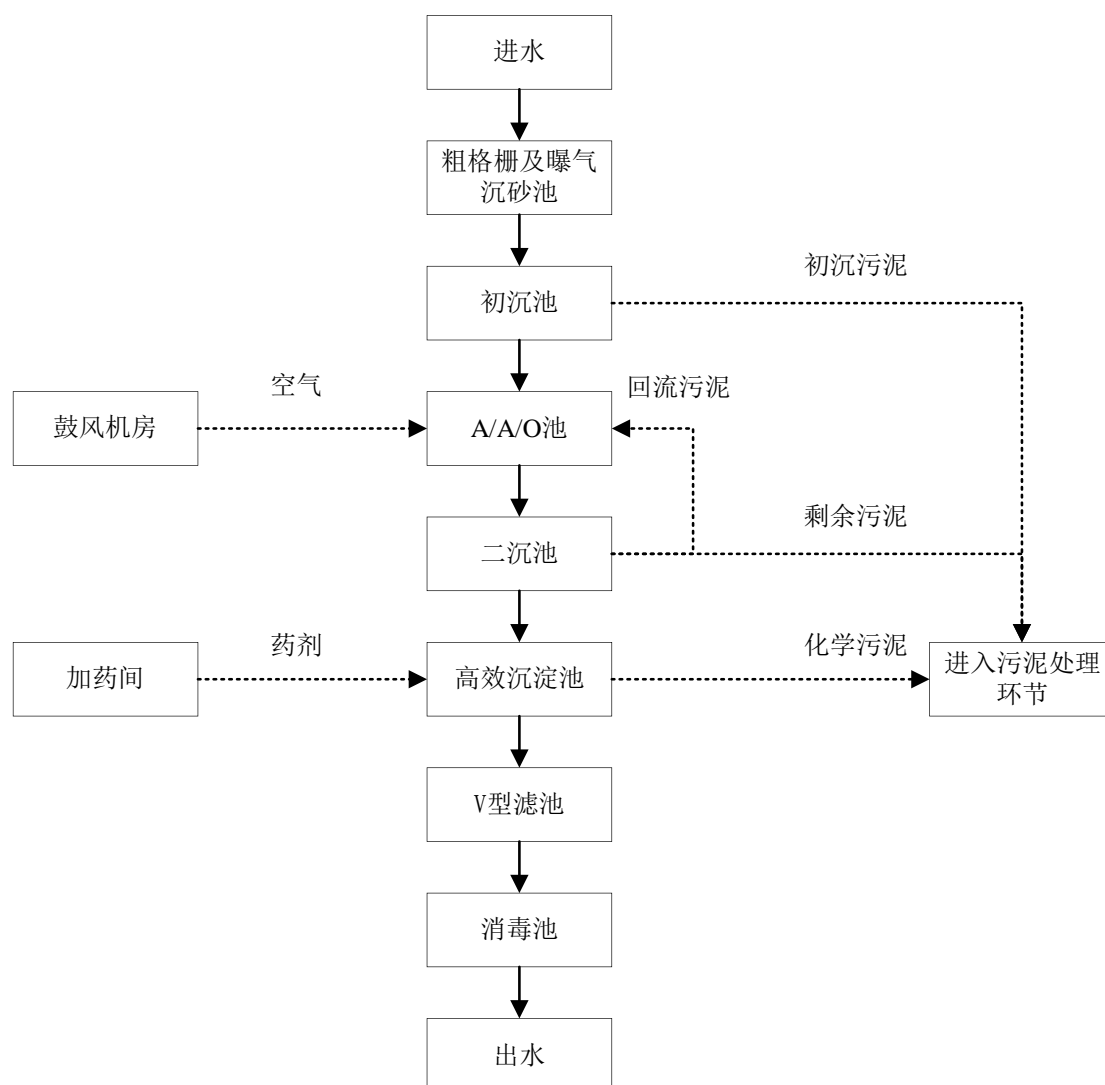 进水
粗格栅及曝气
沉砂池
初沉污泥
初沉池
空气
回流污泥
鼓风机房
A/A/O池
剩余污泥
二沉池
药剂
化学污泥
加药间
高效沉淀池
进入污泥处理
环节
V型滤池
消毒池
出水